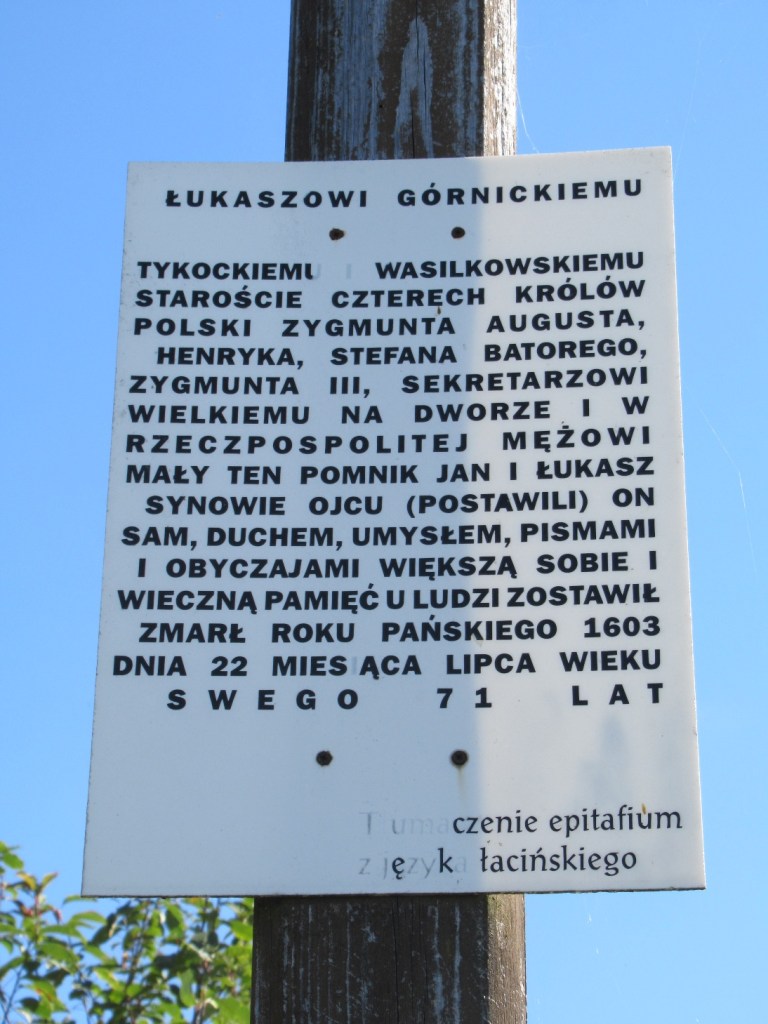 ŁUKASZOWI GÓRNICKIEMU
TYKOCKIEMU I WASILKOWSKIEMU
STAROŚCIE CZTERECH KRÓLÓW
POLSKI ZYGMUNTA AUGUSTA,
HENRYKA, STEFANA BATOREGO,
ZYGMUNTA III, SEKRETARZOWI
WIELKIEMU NA DWORZE I W
RZECZPOSPOLITEJ MĘŻOWI
MAŁY TEN POMNIK JAN I ŁUKASZ
SYNOWIE OJCU (POSTAWILI) ON
SAM, DUCHEM, UMYSŁEM, PISMAMI
I OBYCZAJAMI WIĘKSZĄ SOBIE I
WIECZNĄ PAMIĘĆ U LUDZI ZOSTAWIŁ
ZMARŁ ROKU PAŃSKIEGO 1603
DNIA 22 MIESIĄCA LIPCA WIEKU
SWEGO 71 LAT
Tłumaczenie epitafium
z języka łacińskiego